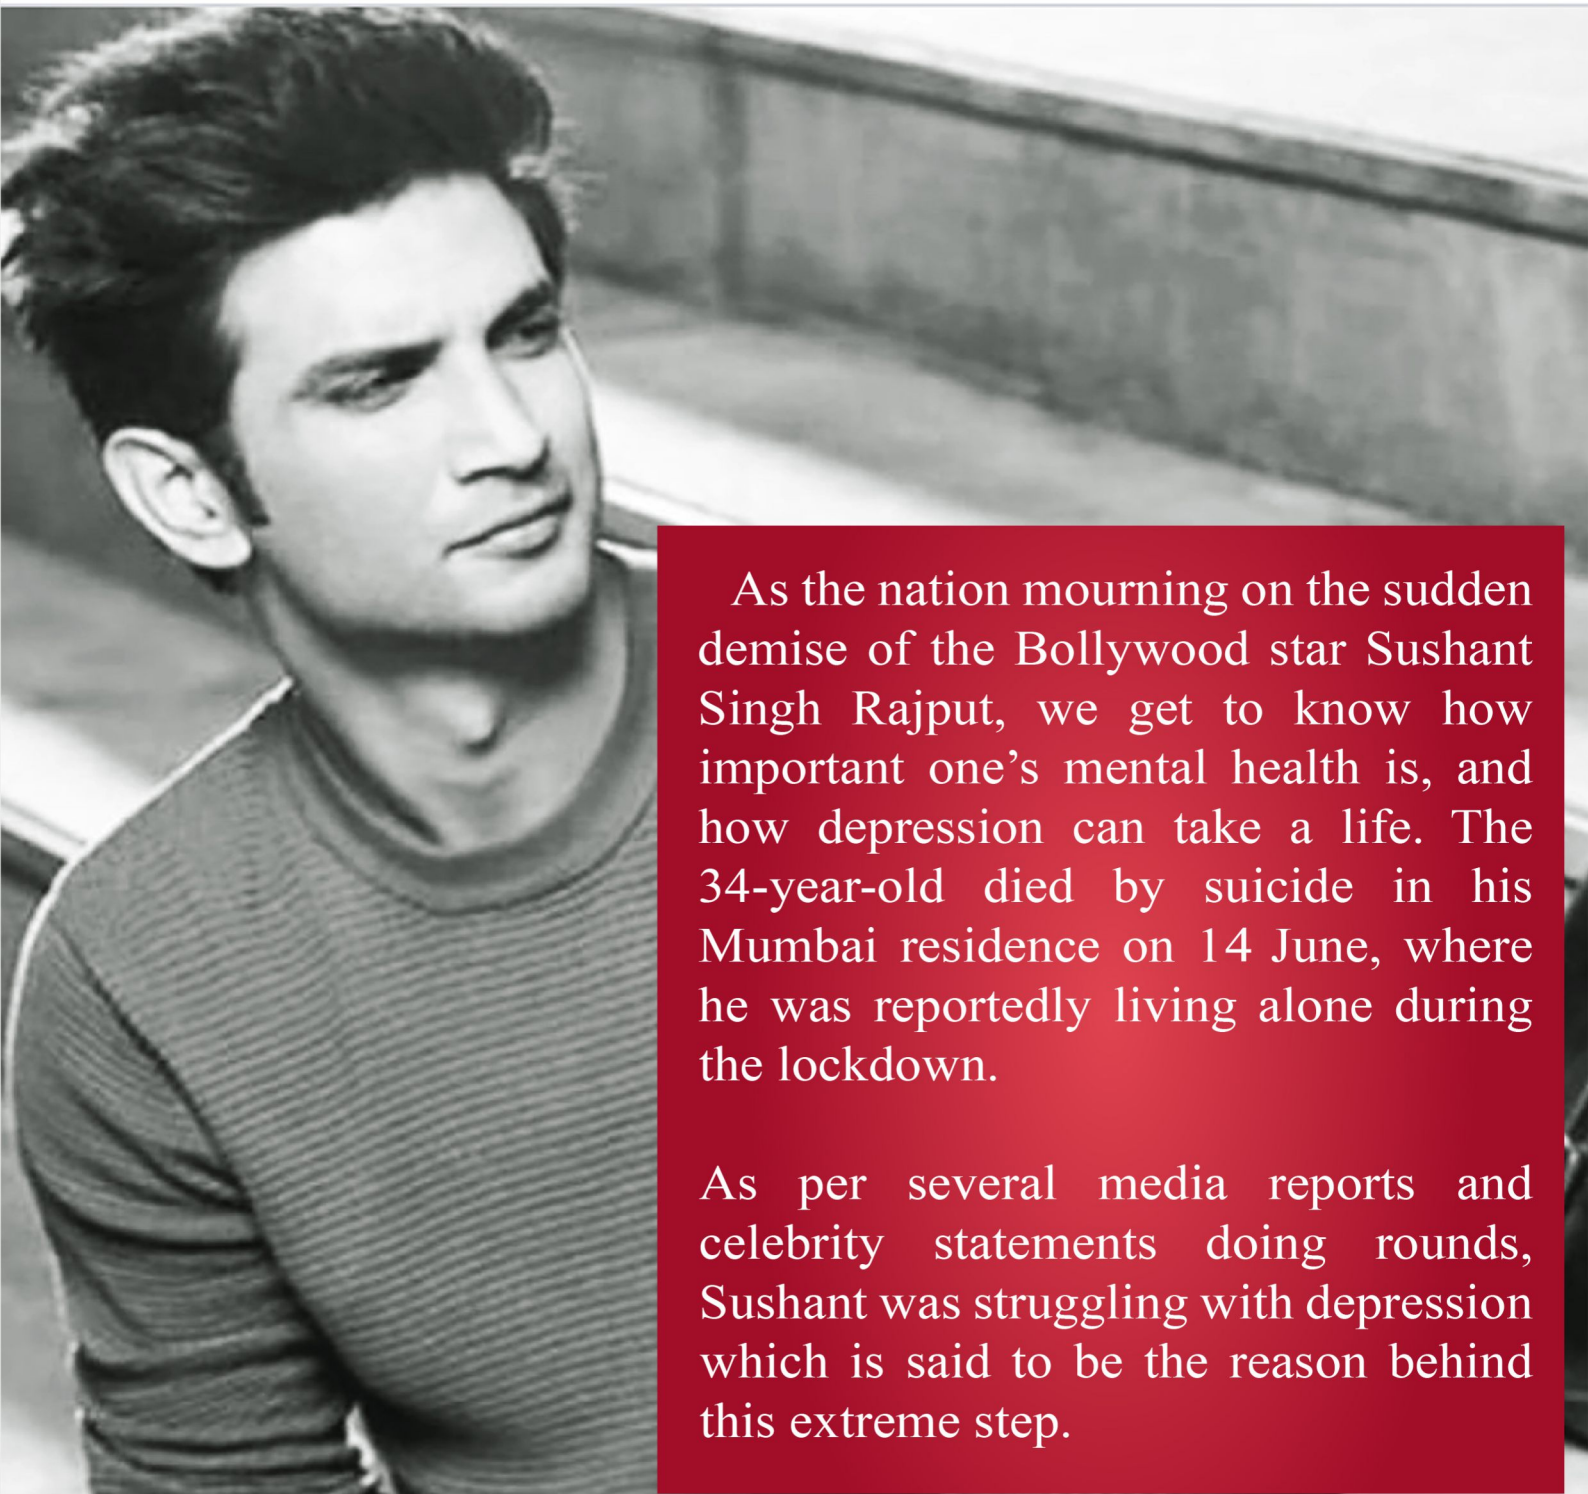 As the nation mourning on the sudden
demise of the Bollywood star Sushant
Singh Rajput, we get to know how
important one’s mental health is, and
how depression can take a life. The
34-year-old died by suicide in his
Mumbai residence on 14 June, where
he was reportedly living alone during
the lockdown.
As per several media reports and
celebrity statements doing rounds,
Sushant was struggling with depression
which is said to be the reason behind
this extreme step.